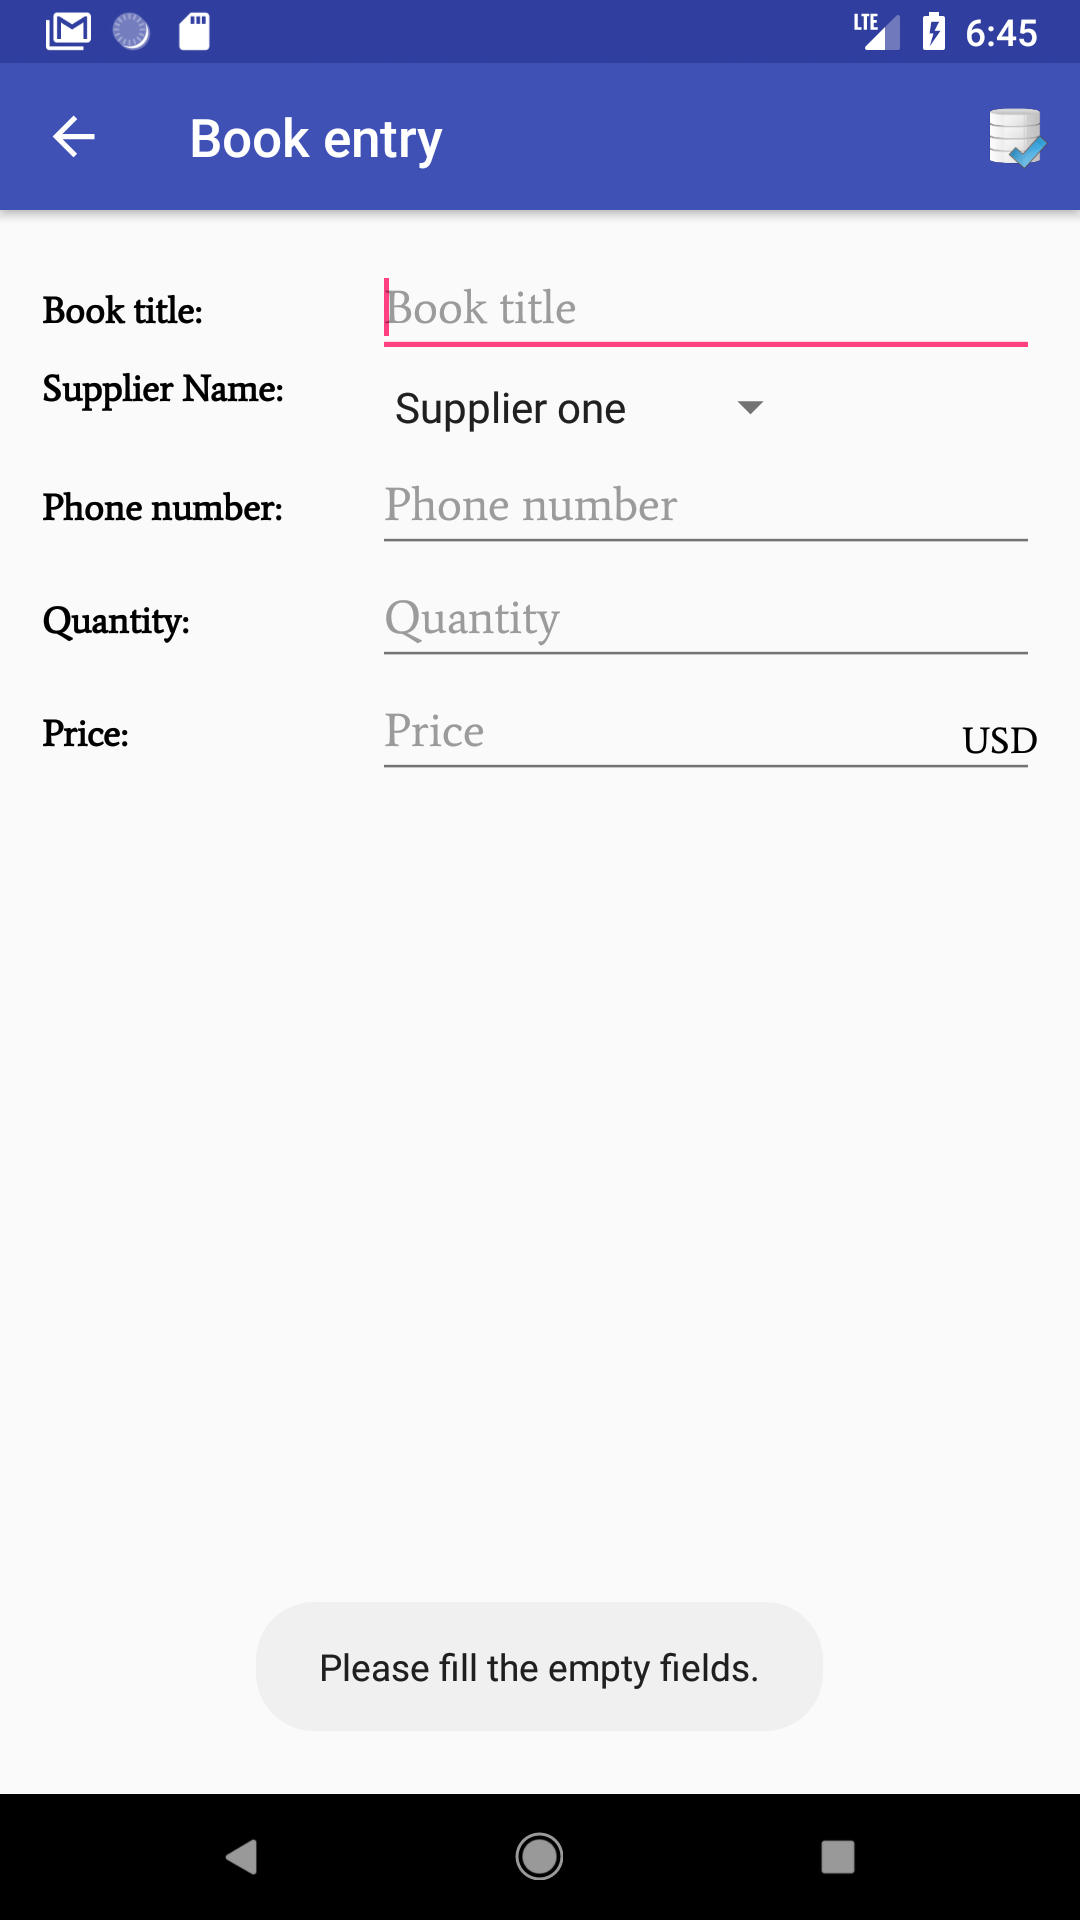 LTE 6:45
Book entry
Book title: Book title
Supplier Name: Supplier one
Phone number: Phone number
Quantity: Quantity
Price: Price USD
Please fill the empty fields.